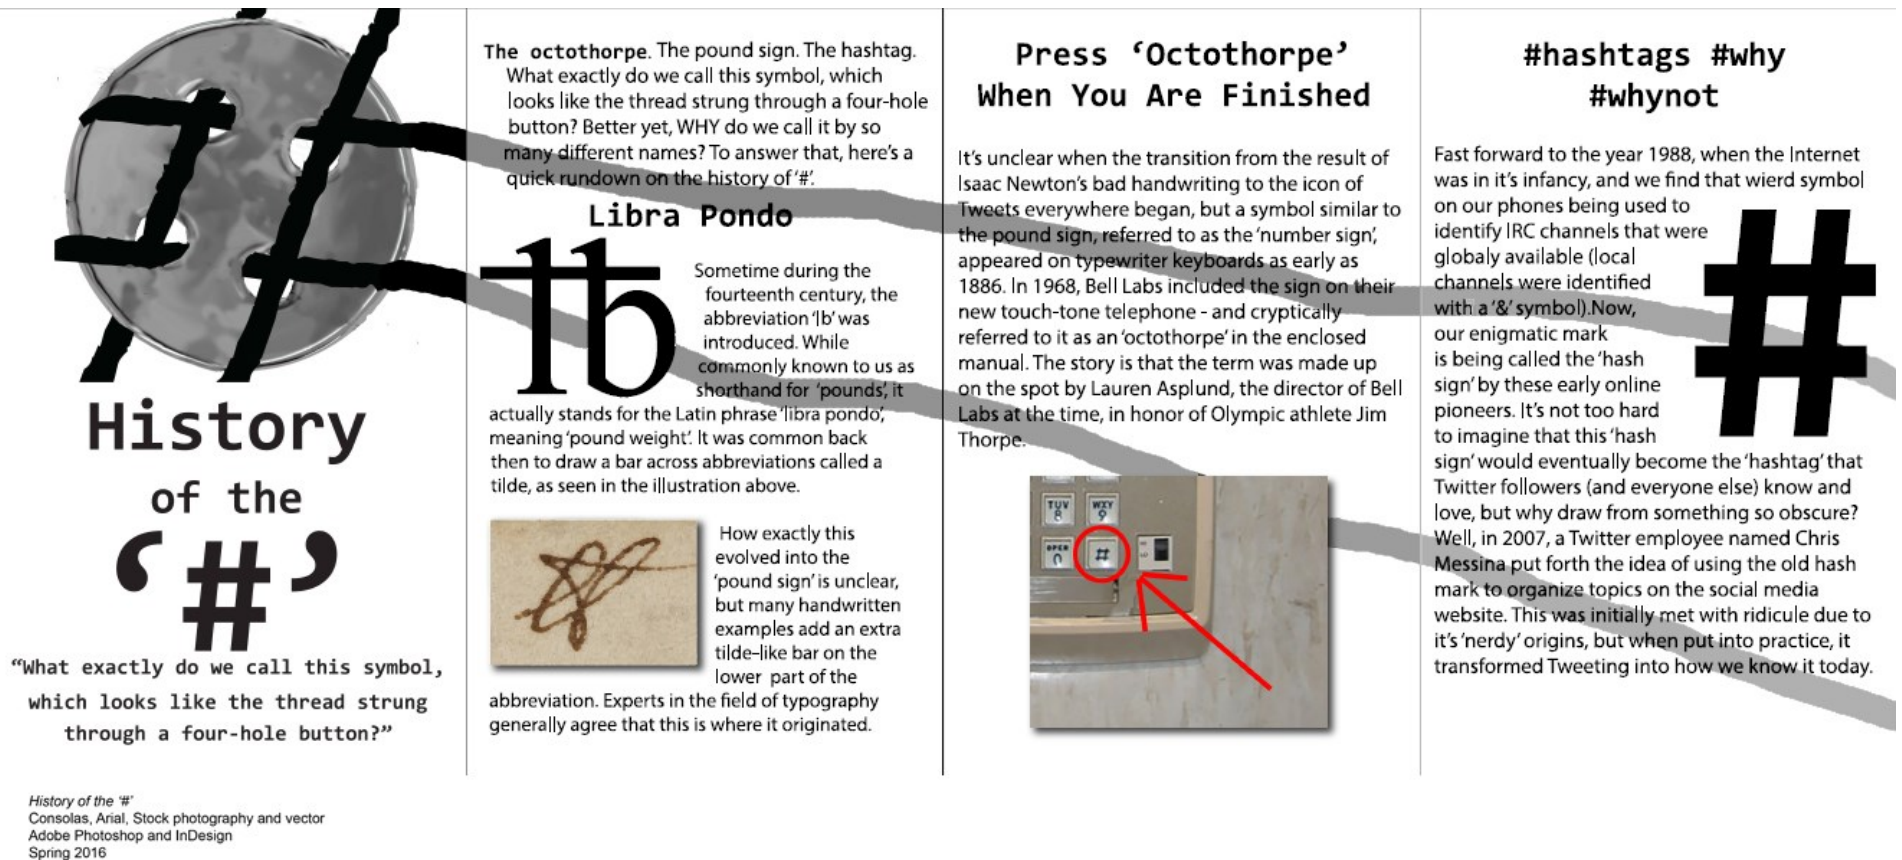 History
of the
‘#’
“What exactly do we call this symbol,
which looks like the thread strung
through a four-hole button?”
The octothorpe. The pound sign. The hashtag.
What exactly do we call this symbol, which
looks like the thread strung through a four-hole
button? Better yet, WHY do we call it by so
many different names? To answer that, here’s a
quick rundown on the history of ‘#’.
Libra Pondo
lb
Sometime during the
fourteenth century, the
abbreviation ‘lb’ was
introduced. While
commonly known to us as
shorthand for ‘pounds’, it
actually stands for the Latin phrase ‘libra pondo’,
meaning ‘pound weight’. It was common back
then to draw a bar across abbreviations called a
tilde, as seen in the illustration above.
How exactly this
evolved into the
‘pound sign’ is unclear,
but many handwritten
examples add an extra
tilde–like bar on the
lower part of the
abbreviation. Experts in the field of typography
generally agree that this is where it originated.
Press ‘Octothorpe’
When You Are Finished
It’s unclear when the transition from the result of
Isaac Newton’s bad handwriting to the icon of
Tweets everywhere began, but a symbol similar to
the pound sign, referred to as the ‘number sign’,
appeared on typewriter keyboards as early as
1886. In 1968, Bell Labs included the sign on their
new touch-tone telephone - and cryptically
referred to it as an ‘octothorpe’ in the enclosed
manual. The story is that the term was made up
on the spot by Lauren Asplund, the director of Bell
Labs at the time, in honor of Olympic athlete Jim
Thorpe.
TUV
8
WXY
9
OPER
0
#
#hashtags #why
#whynot
Fast forward to the year 1988, when the Internet
was in it’s infancy, and we find that wierd symbol
on our phones being used to
identify IRC channels that were
globaly available (local
channels were identified
with a ‘&’ symbol).Now,
our enigmatic mark
is being called the ‘hash
sign’ by these early online
pioneers. It’s not too hard
to imagine that this ‘hash
sign’ would eventually become the ‘hashtag’ that
Twitter followers (and everyone else) know and
love, but why draw from something so obscure?
Well, in 2007, a Twitter employee named Chris
Messina put forth the idea of using the old hash
mark to organize topics on the social media
website. This was initially met with ridicule due to
it’s ‘nerdy’ origins, but when put into practice, it
transformed Tweeting into how we know it today.
#
History of the ‘#’
Consolas, Arial, Stock photography and vector
Adobe Photoshop and InDesign
Spring 2016